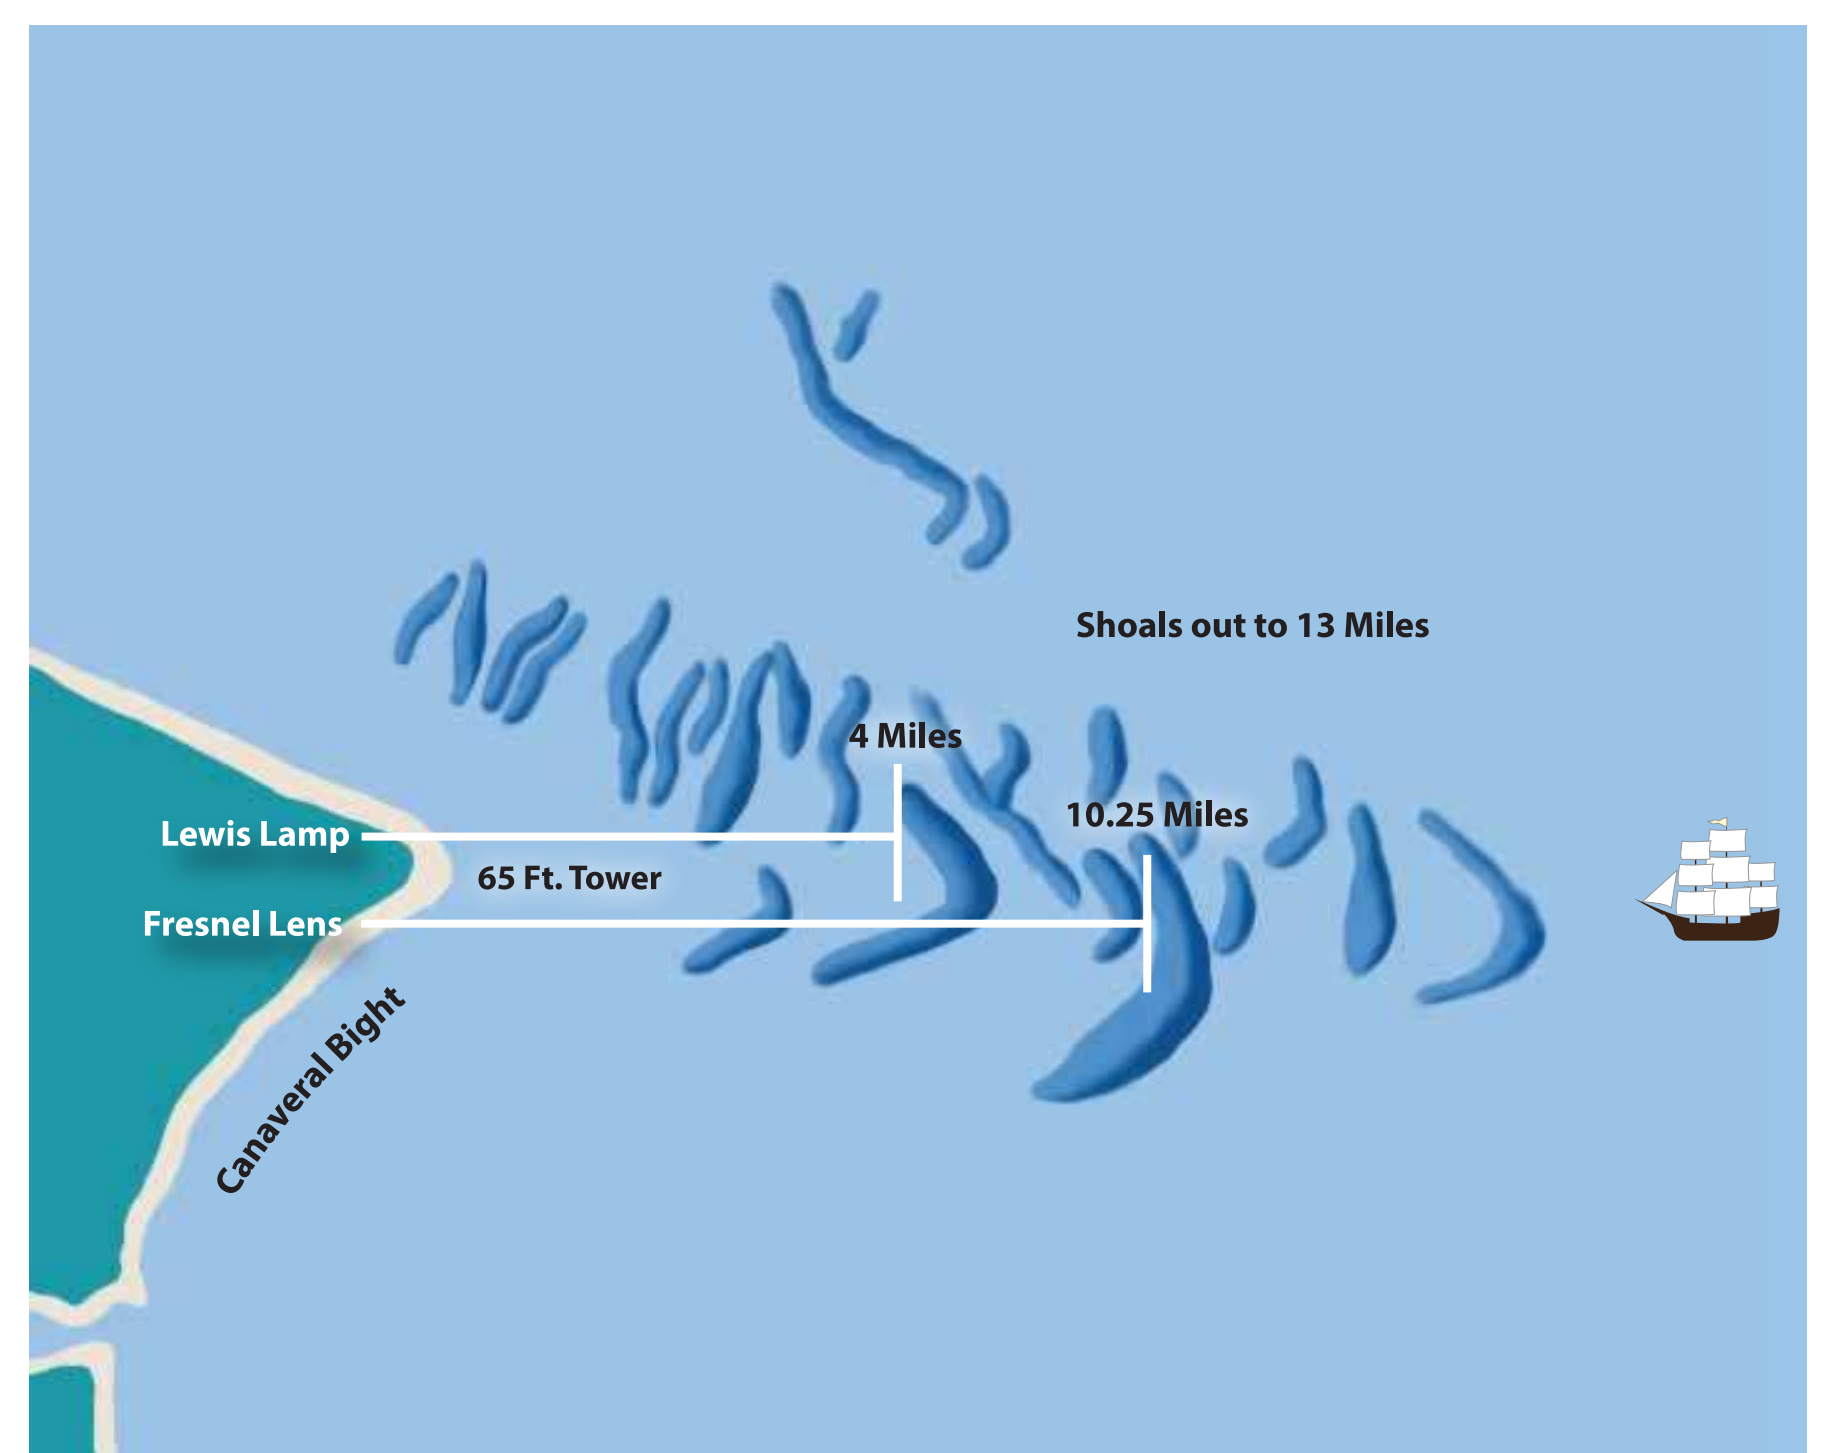 Shoals out to 13 Miles
4 Miles
10.25 Miles
Lewis Lamp
65 Ft. Tower
Fresnel Lens
Canaveral Bight